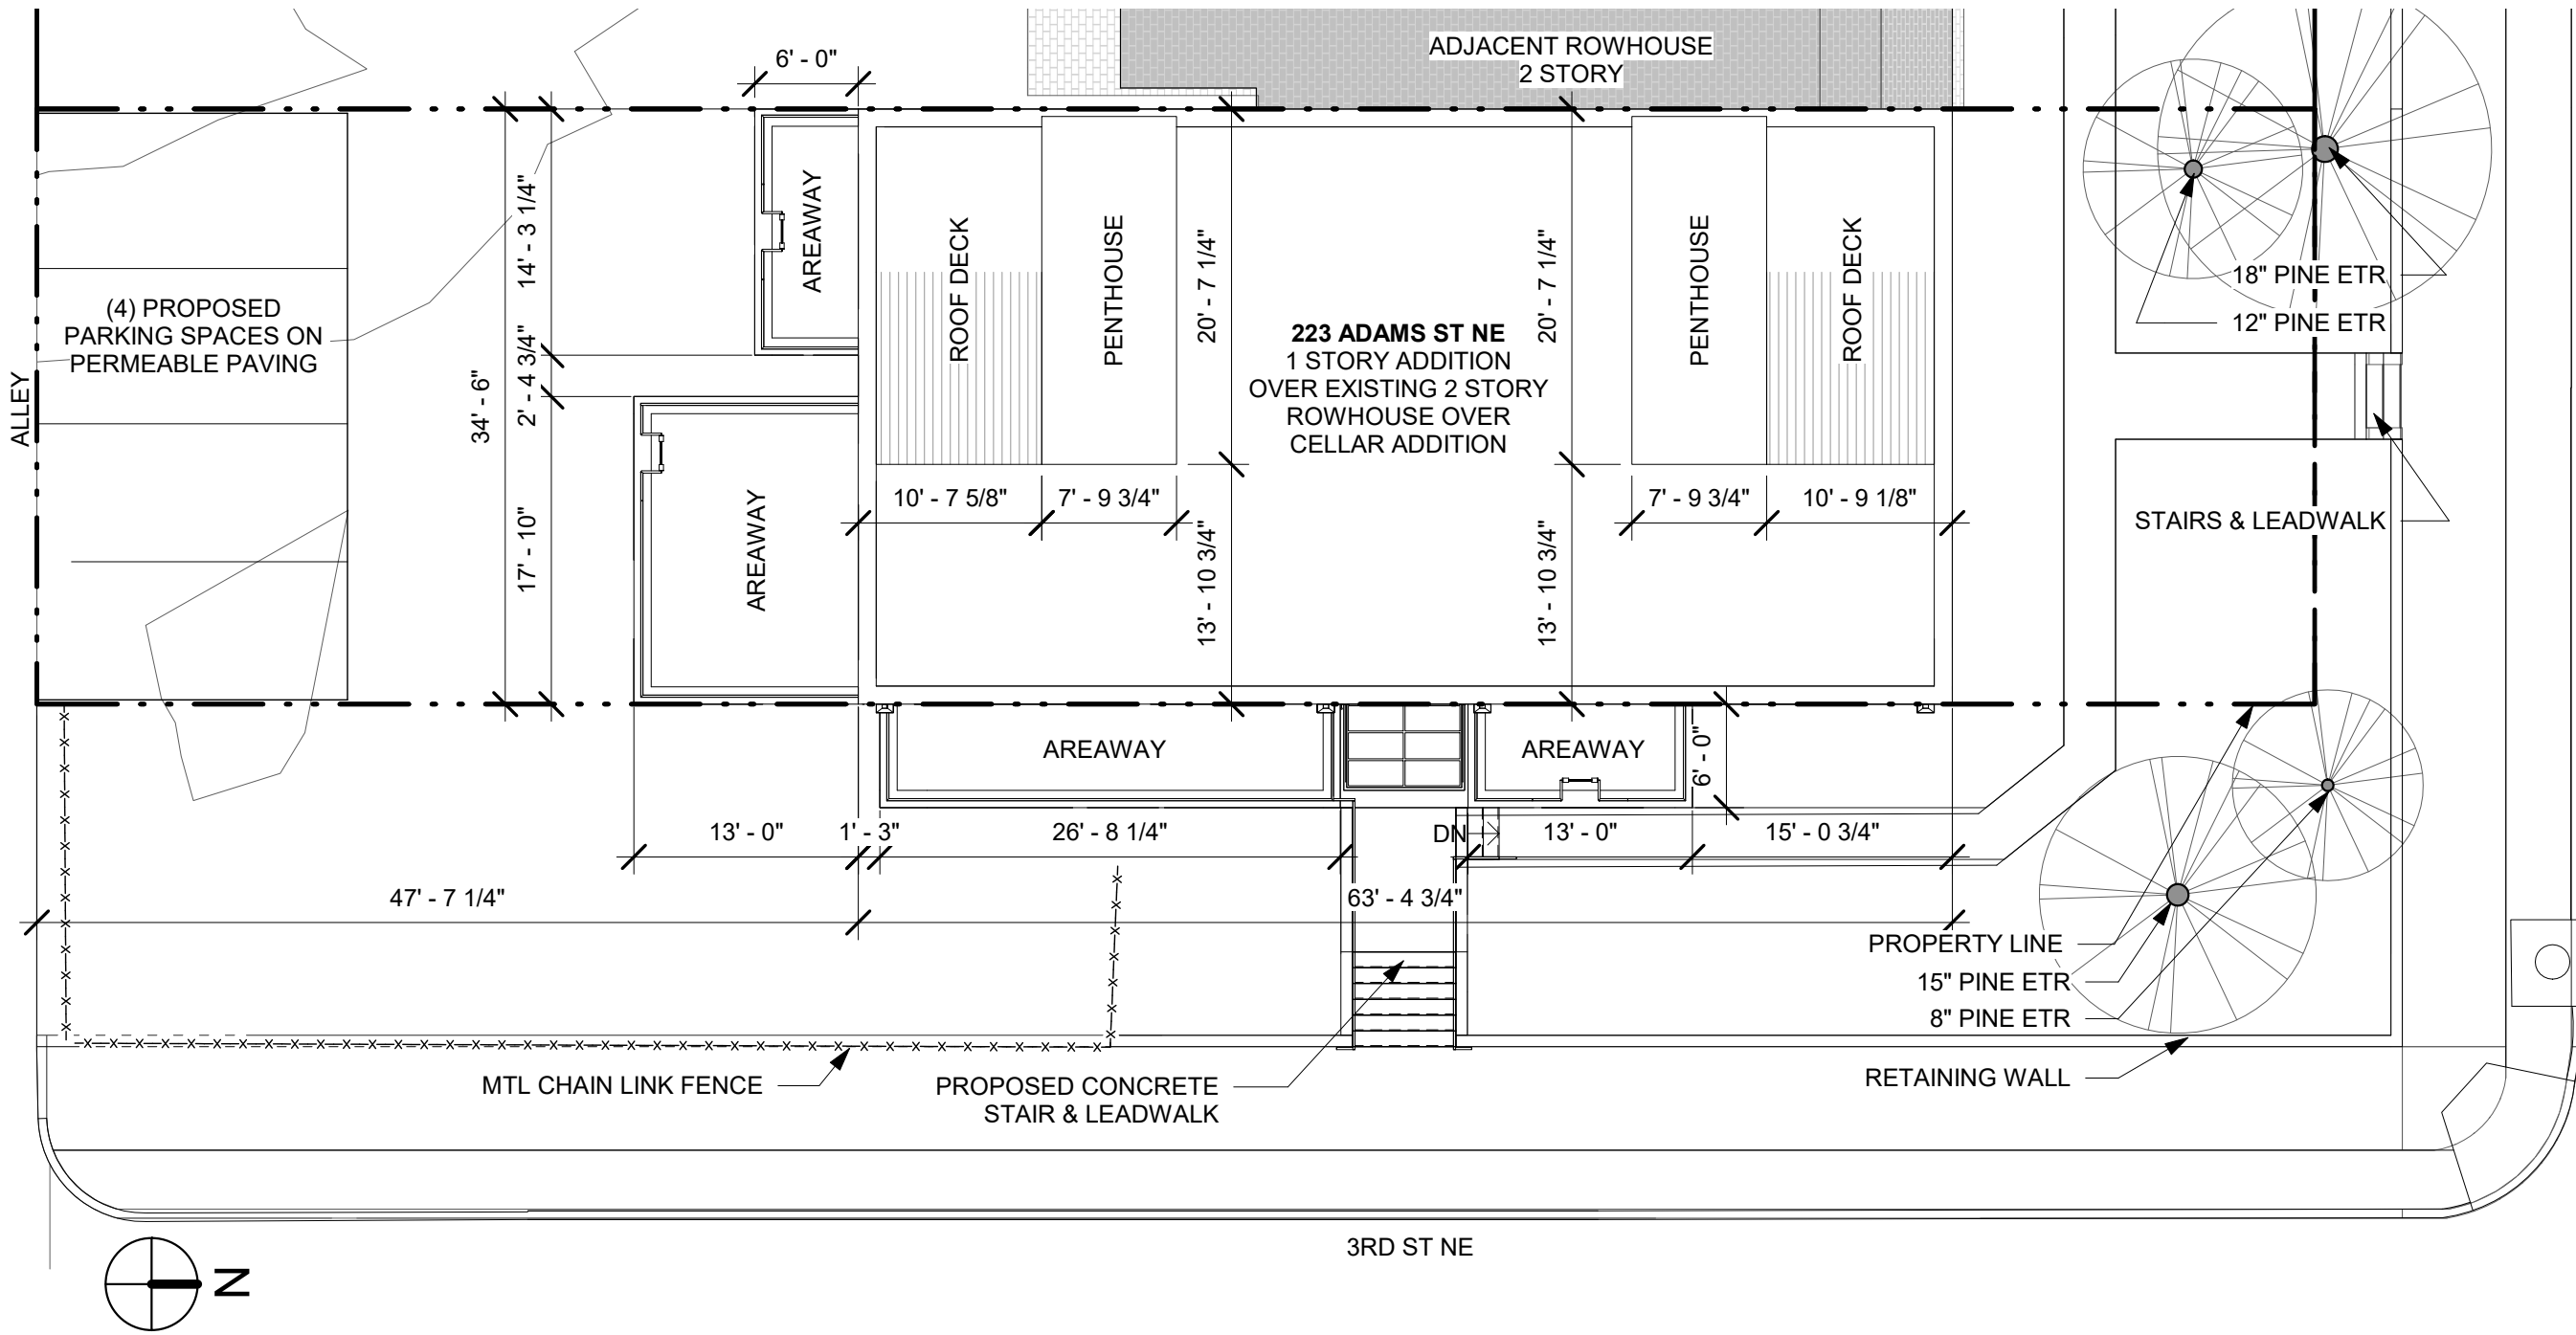 ADJACENT ROWHOUSE
2 STORY
6' - 0"
14' - 3 1/4"
2' - 4 3/4"
34' - 6"
17' - 10"
ALLEY
(4) PROPOSED
PARKING SPACES ON
PERMEABLE PAVING
AREAWAY
AREAWAY
ROOF DECK
PENTHOUSE
20' - 7 1/4"
13' - 10 3/4"
223 ADAMS ST NE
1 STORY ADDITION
OVER EXISTING 2 STORY
ROWHOUSE OVER
CELLAR ADDITION
20' - 7 1/4"
13' - 10 3/4"
PENTHOUSE
ROOF DECK
10' - 7 5/8"
7' - 9 3/4"
7' - 9 3/4"
10' - 9 1/8"
18" PINE ETR
12" PINE ETR
STAIRS & LEADWALK
AREAWAY
AREAWAY
6' - 0"
13' - 0"
1' - 3"
26' - 8 1/4"
DN
13' - 0"
15' - 0 3/4"
47' - 7 1/4"
63' - 4 3/4"
PROPERTY LINE
15" PINE ETR
8" PINE ETR
RETAINING WALL
MTL CHAIN LINK FENCE
PROPOSED CONCRETE
STAIR & LEADWALK
3RD ST NE
N